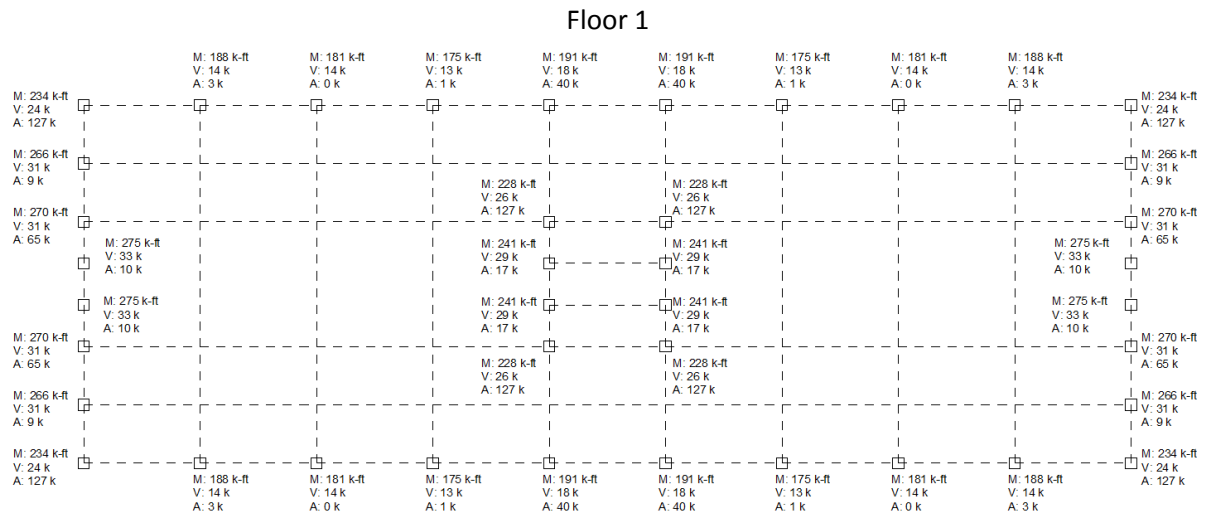 Floor 1
M: 188 k-ft
V: 14 k
A: 3 k
M: 181 k-ft
V: 14 k
A: 0 k
M: 175 k-ft
V: 13 k
A: 1 k
M: 191 k-ft
V: 18 k
A: 40 k
M: 191 k-ft
V: 18 k
A: 40 k
M: 175 k-ft
V: 13 k
A: 1 k
M: 181 k-ft
V: 14 k
A: 0 k
M: 188 k-ft
V: 14 k
A: 3 k
M: 234 k-ft
V: 24 k
A: 127 k
M: 234 k-ft
V: 24 k
A: 127 k
M: 266 k-ft
V: 31 k
A: 9 k
M: 266 k-ft
V: 31 k
A: 9 k
M: 228 k-ft
V: 26 k
A: 127 k
M: 228 k-ft
V: 26 k
A: 127 k
M: 270 k-ft
V: 31 k
A: 65 k
M: 270 k-ft
V: 31 k
A: 65 k
M: 275 k-ft
V: 33 k
A: 10 k
M: 241 k-ft
V: 29 k
A: 17 k
M: 241 k-ft
V: 29 k
A: 17 k
M: 275 k-ft
V: 33 k
A: 10 k
M: 275 k-ft
V: 33 k
A: 10 k
M: 241 k-ft
V: 29 k
A: 17 k
M: 241 k-ft
V: 29 k
A: 17 k
M: 275 k-ft
V: 33 k
A: 10 k
M: 270 k-ft
V: 31 k
A: 65 k
M: 270 k-ft
V: 31 k
A: 65 k
M: 228 k-ft
V: 26 k
A: 127 k
M: 228 k-ft
V: 26 k
A: 127 k
M: 266 k-ft
V: 31 k
A: 9 k
M: 266 k-ft
V: 31 k
A: 9 k
M: 234 k-ft
V: 24 k
A: 127 k
M: 234 k-ft
V: 24 k
A: 127 k
M: 188 k-ft
V: 14 k
A: 3 k
M: 181 k-ft
V: 14 k
A: 0 k
M: 175 k-ft
V: 13 k
A: 1 k
M: 191 k-ft
V: 18 k
A: 40 k
M: 191 k-ft
V: 18 k
A: 40 k
M: 175 k-ft
V: 13 k
A: 1 k
M: 181 k-ft
V: 14 k
A: 0 k
M: 188 k-ft
V: 14 k
A: 3 k